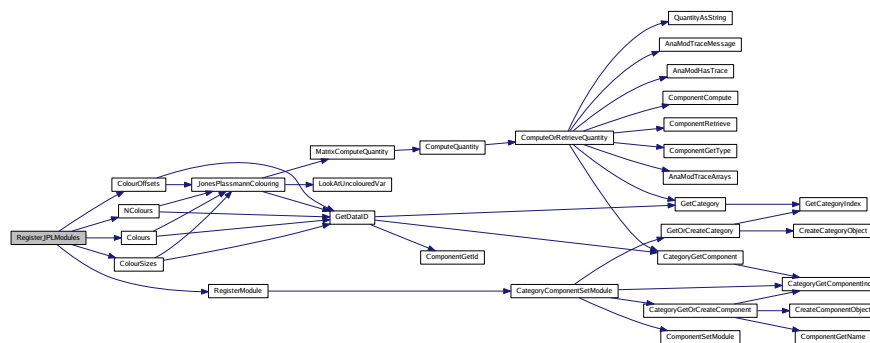 QuantityAsString
AnaModTraceMessage
AnaModHasTrace
ComponentCompute
ComponentRetrieve
ComponentGetType
AnaModTraceArrays
ComputeOrRetrieveQuantity
ComputeQuantity
MatrixComputeQuantity
LookAtUncolouredVar
JonesPlassmannColouring
ColourOffsets
NColours
Colours
ColourSizes
RegisterJPLModules
GetDataID
ComponentGetId
GetCategory
GetCategoryIndex
GetOrCreateCategory
CreateCategoryObject
CategoryGetComponent
CategoryGetComponentInd
RegisterModule
CategoryComponentSetModule
CategoryGetOrCreateComponent
CreateComponentObject
ComponentSetModule
ComponentGetName